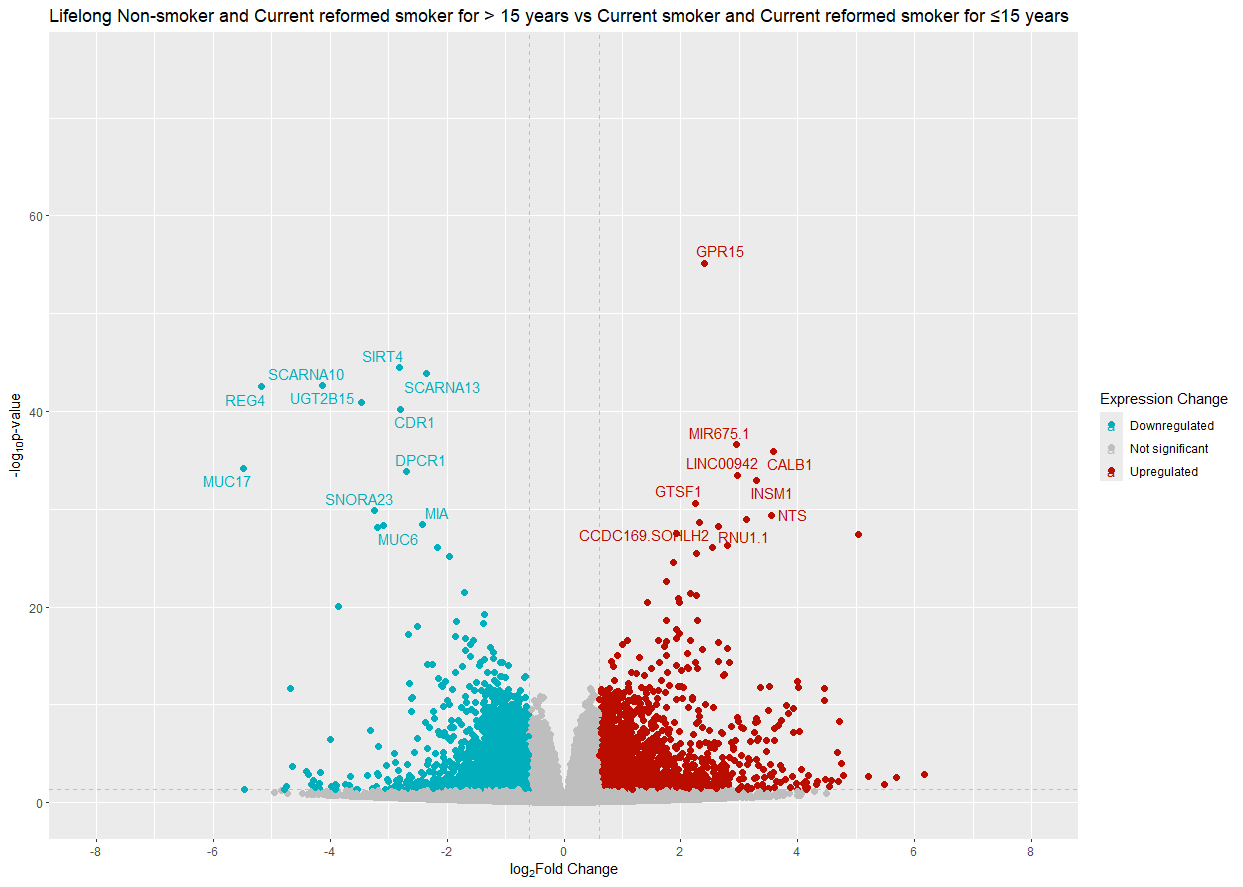 Lifelong Non-smoker and Current reformed smoker for > 15 years vs Current smoker and Current reformed smoker for ≤15 years
60
40
20
0
-log₁₀p-value
GPR15
SIRT4
SCARNA10
SCARNA13
REG4
UGT2B15
CDR1
MIR675.1
DPCR1
LINC00942
CALB1
MUC17
GTSF1
INSM1
SNORA23
MIA
NTS
MUC6
CCDC169.SOHLH2
RNU1.1
-8
-6
-4
-2
0
2
4
6
8
log₂Fold Change
Expression Change
a Downregulated
a Not significant
a Upregulated